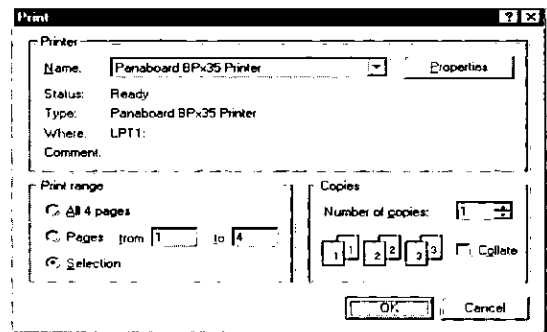 Print
Printer
Name. Panaboard BPx35 Printer Properties
Status: Ready
Type: Panaboard BPx35 Printer
Where. LPT1:
Comment.
Print range
All 4 pages
Pages from 1 to 4
Selection
Copies
Number of copies: 1
1 1 2 2 3 3 Collate
OK Cancel